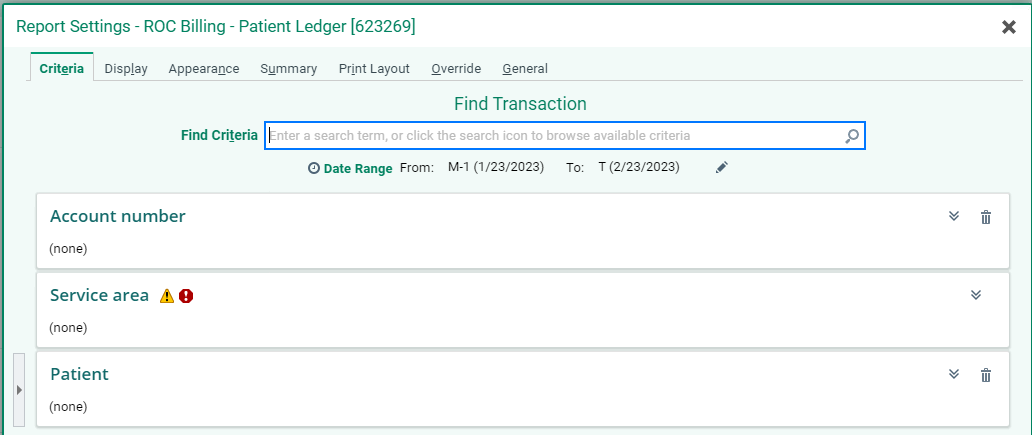 Report Settings - ROC Billing - Patient Ledger [623269]
Criteria Display Appearance Summary Print Layout Override General
Find Transaction
Find Criteria Enter a search term, or click the search icon to browse available criteria
Date Range From: M-1 (1/23/2023) To: T (2/23/2023)
Account number
(none)
Service area
(none)
Patient
(none)